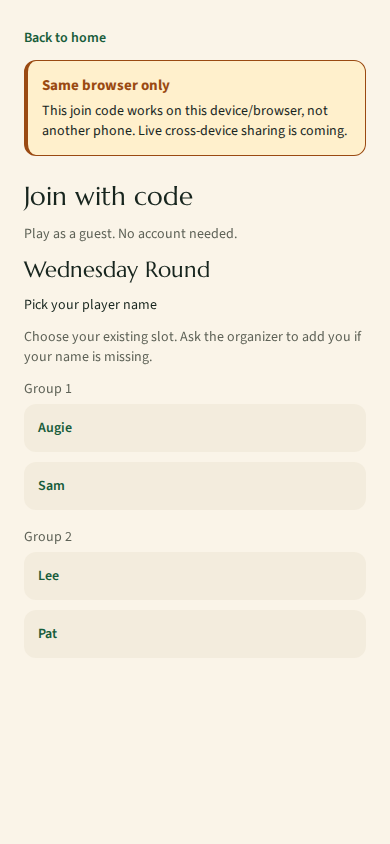 Back to home
Same browser only
This join code works on this device/browser, not
another phone. Live cross-device sharing is coming.
Join with code
Play as a guest. No account needed.
Wednesday Round
Pick your player name
Choose your existing slot. Ask the organizer to add you if
your name is missing.
Group 1
Augie
Sam
Group 2
Lee
Pat